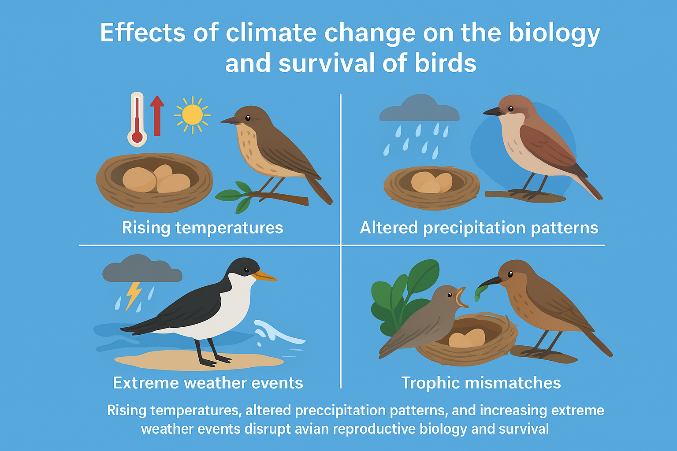 Effects of climate change on the biology
and survival of birds
Rising temperatures
Altered precipitation patterns
Extreme weather events
Trophic mismatches
Rising temperatures, altered preccipitation patterns, and increasing extreme
weather events disrupt avian reproductive biology and survival